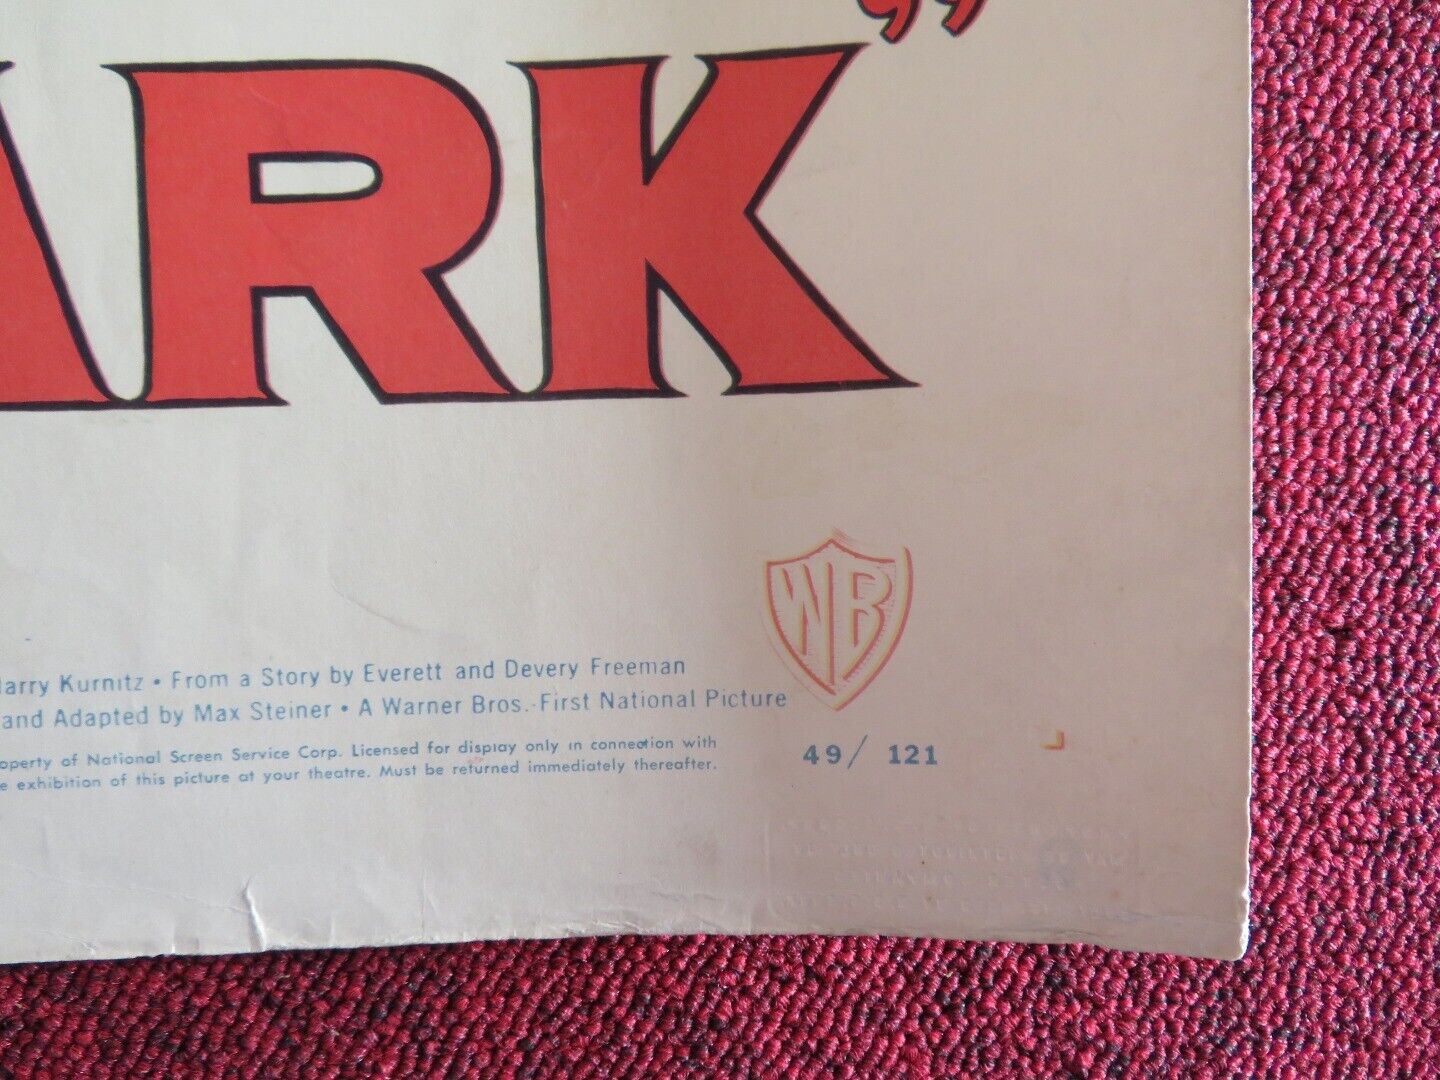 ARK”
WB
Harry Kurnitz • From a Story by Everett and Devery Freeman
and Adapted by Max Steiner • A Warner Bros.-First National Picture
operty of National Screen Service Corp. Licensed for display only in connection with
e exhibition of this picture at your theatre. Must be returned immediately thereafter.
49/ 121